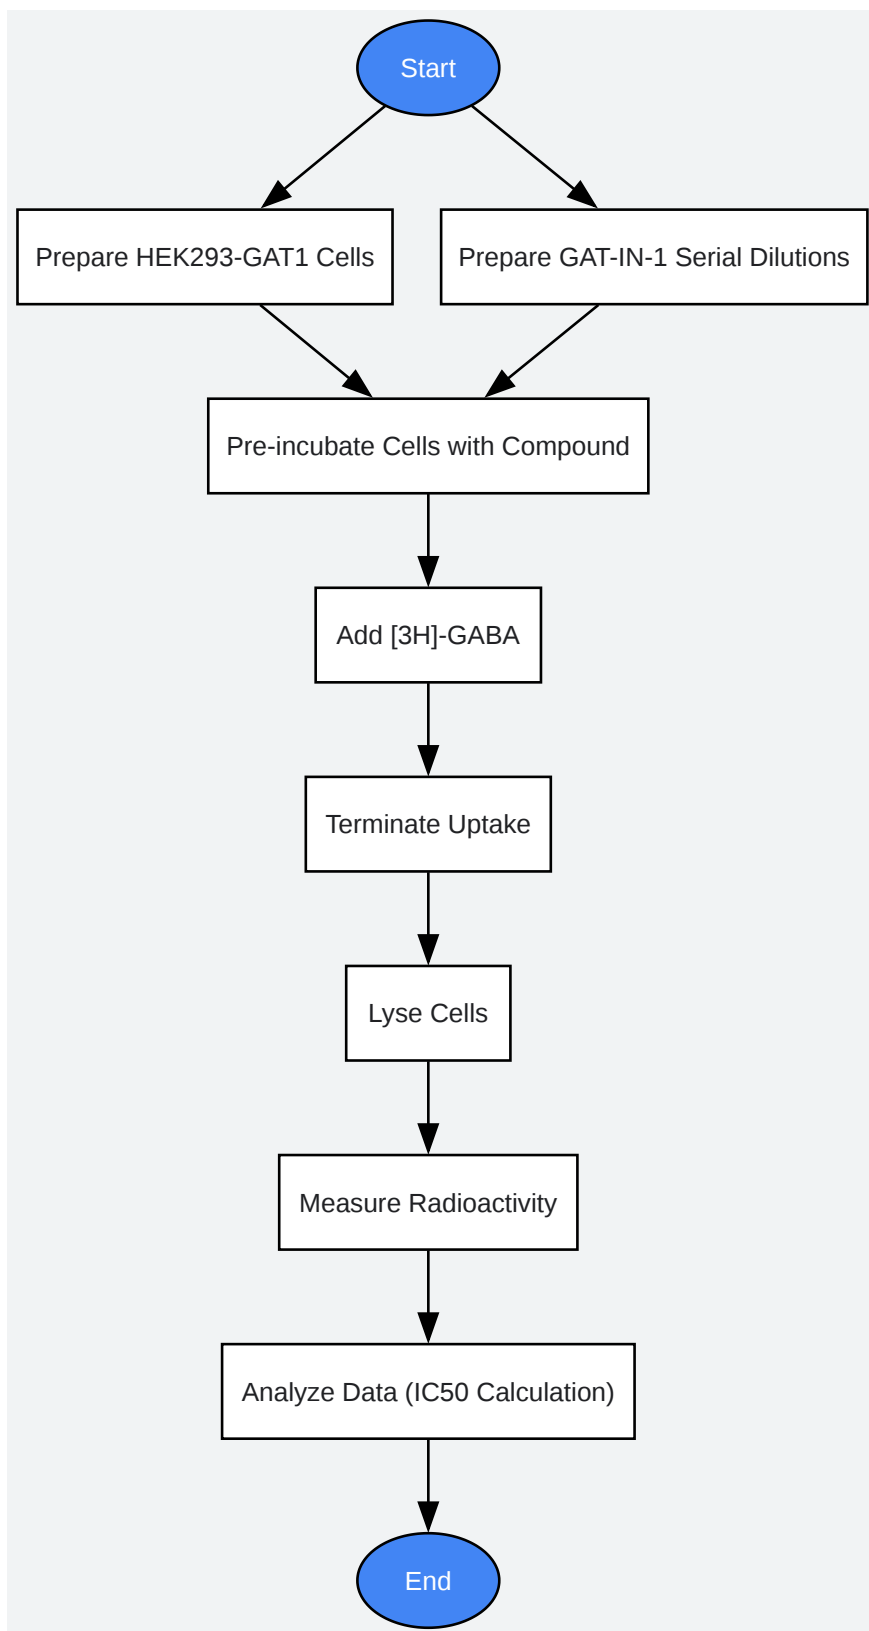 Start
Prepare HEK293-GAT1 Cells
Prepare GAT-IN-1 Serial Dilutions
Pre-incubate Cells with Compound
Add [3H]-GABA
Terminate Uptake
Lyse Cells
Measure Radioactivity
Analyze Data (IC50 Calculation)
End